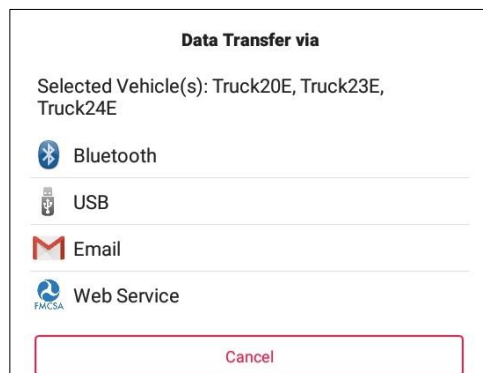 Data Transfer via
Selected Vehicle(s): Truck20E, Truck23E,
Truck24E
Bluetooth
USB
Email
Web Service
FMCSA
Cancel